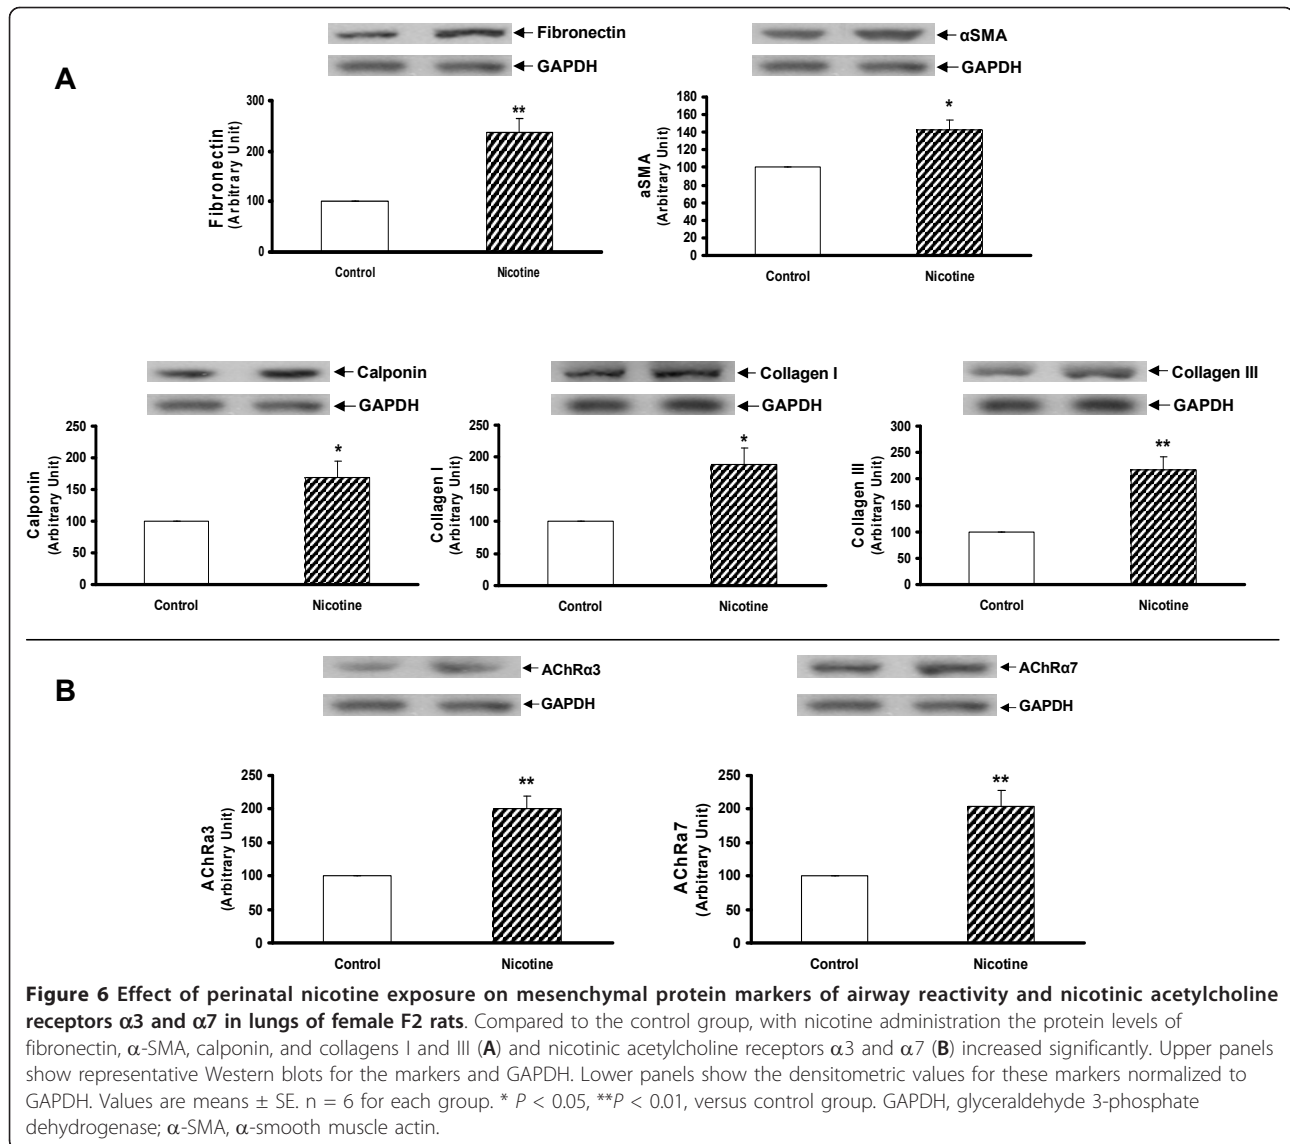 Fibronectin
GAPDH
αSMA
GAPDH
A
Fibronectin
(Arbitrary Unit)
300
200
100
0
**
Control
Nicotine
aSMA
(Arbitrary Unit)
180
160
140
120
100
80
60
40
20
0
*
Control
Nicotine
Calponin
GAPDH
Calponin
(Arbitrary Unit)
250
200
150
100
50
0
*
Control
Nicotine
Collagen I
GAPDH
Collagen I
(Arbitrary Unit)
250
200
150
100
50
0
*
Control
Nicotine
Collagen III
GAPDH
Collagen III
(Arbitrary Unit)
300
250
200
150
100
50
0
**
Control
Nicotine
B
AChRα3
GAPDH
AChRa3
(Arbitrary Unit)
250
200
150
100
50
0
**
Control
Nicotine
AChRα7
GAPDH
AChRa7
(Arbitrary Unit)
250
200
150
100
50
0
**
Control
Nicotine
Figure 6 Effect of perinatal nicotine exposure on mesenchymal protein markers of airway reactivity and nicotinic acetylcholine
receptors α3 and α7 in lungs of female F2 rats. Compared to the control group, with nicotine administration the protein levels of
fibronectin, α-SMA, calponin, and collagens I and III (A) and nicotinic acetylcholine receptors α3 and α7 (B) increased significantly. Upper panels
show representative Western blots for the markers and GAPDH. Lower panels show the densitometric values for these markers normalized to
GAPDH. Values are means ± SE. n = 6 for each group. * P < 0.05, **P < 0.01, versus control group. GAPDH, glyceraldehyde 3-phosphate
dehydrogenase; α-SMA, α-smooth muscle actin.